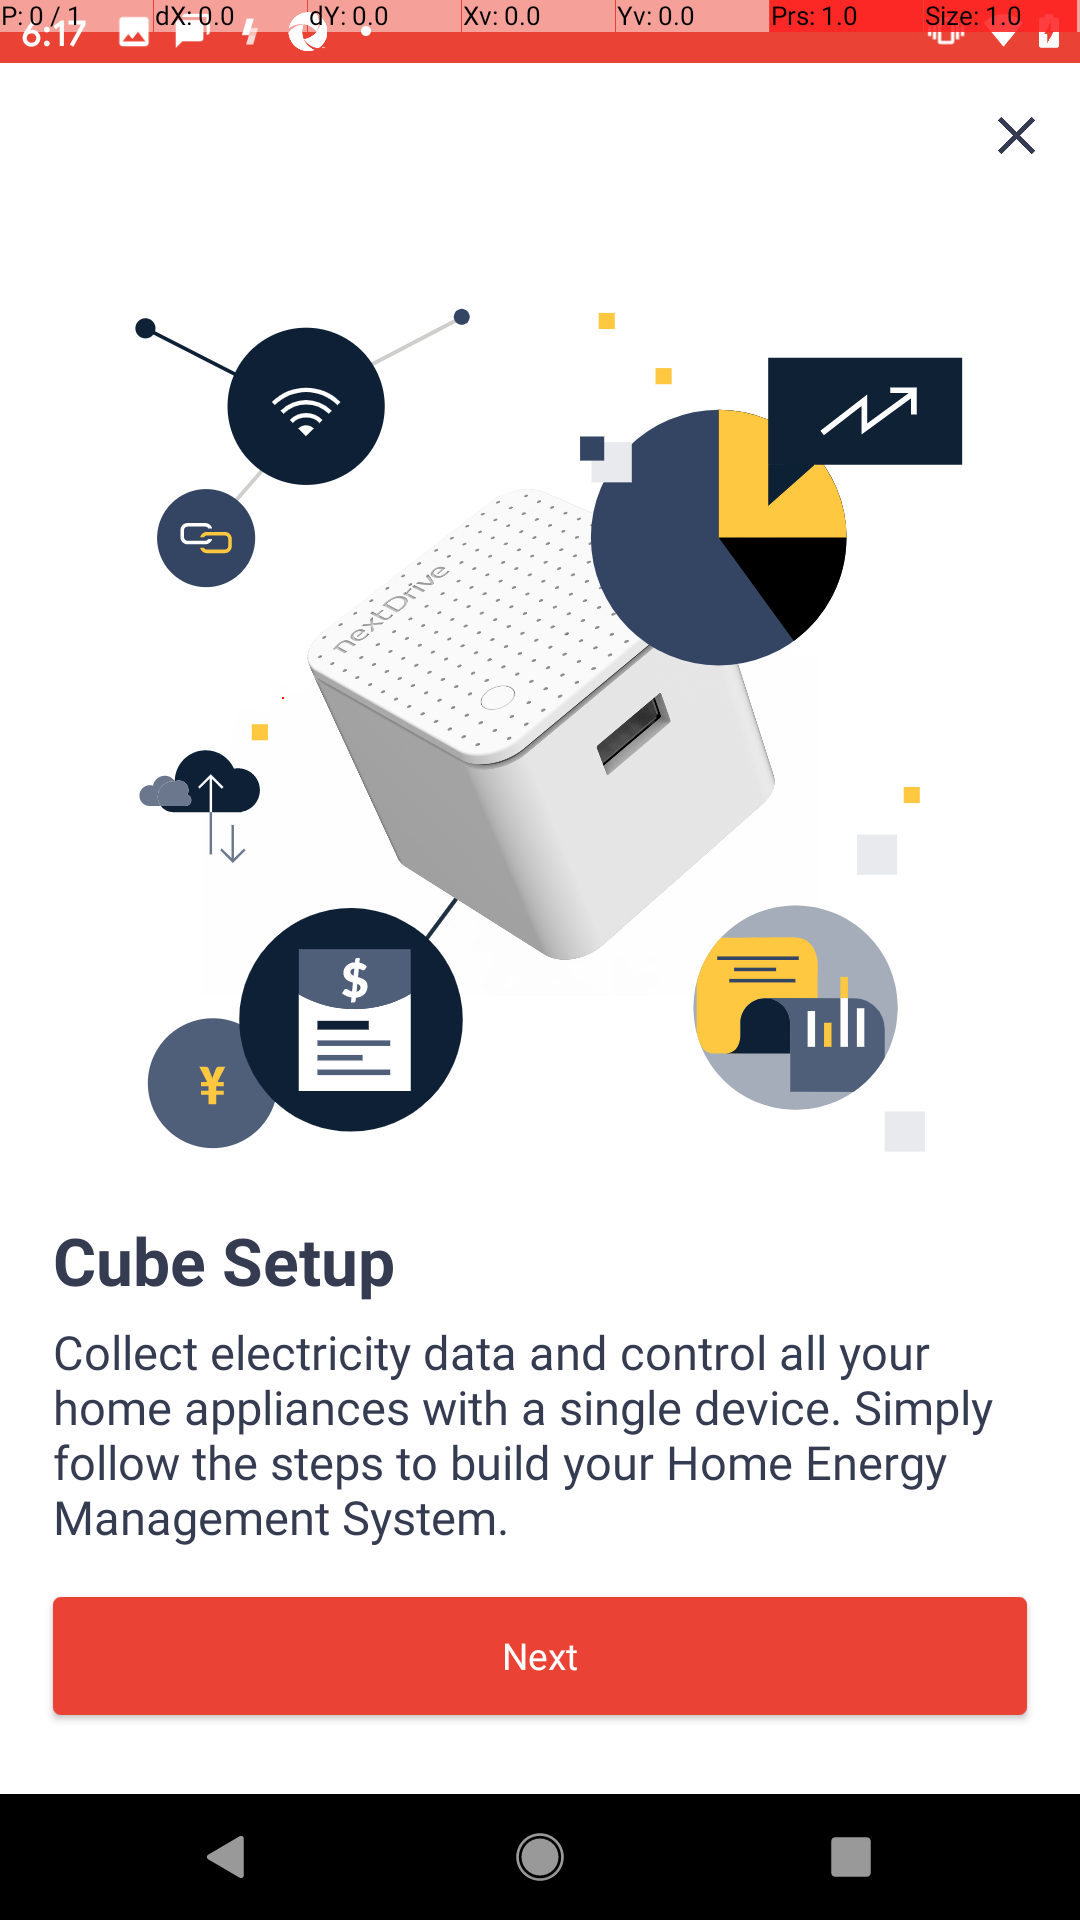 P: 0 / 1 dX: 0.0 dY: 0.0 Xv: 0.0 Yv: 0.0 Prs: 1.0 Size: 1.0
6:17
nextDrive
$
¥
Cube Setup
Collect electricity data and control all your
home appliances with a single device. Simply
follow the steps to build your Home Energy
Management System.
Next